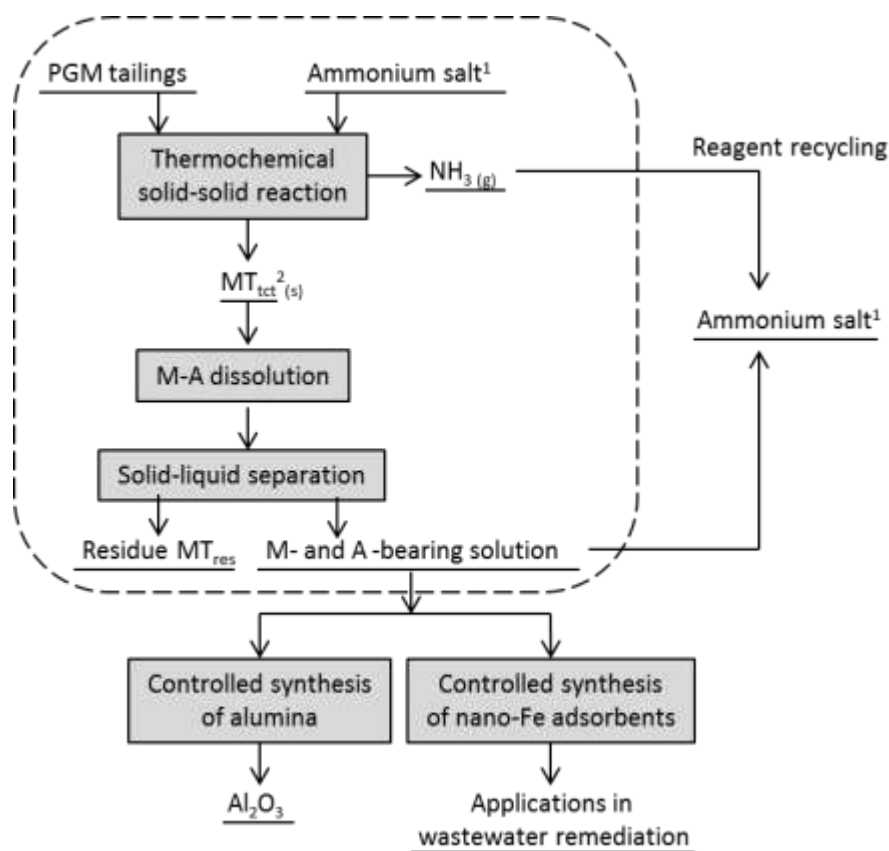 PGM tailings
Ammonium salt¹
Thermochemical
solid-solid reaction
NH₃ (g)
Reagent recycling
MTtct² (s)
Ammonium salt¹
M-A dissolution
Solid-liquid separation
Residue MTres
M- and A -bearing solution
Controlled synthesis
of alumina
Controlled synthesis
of nano-Fe adsorbents
Al₂O₃
Applications in
wastewater remediation